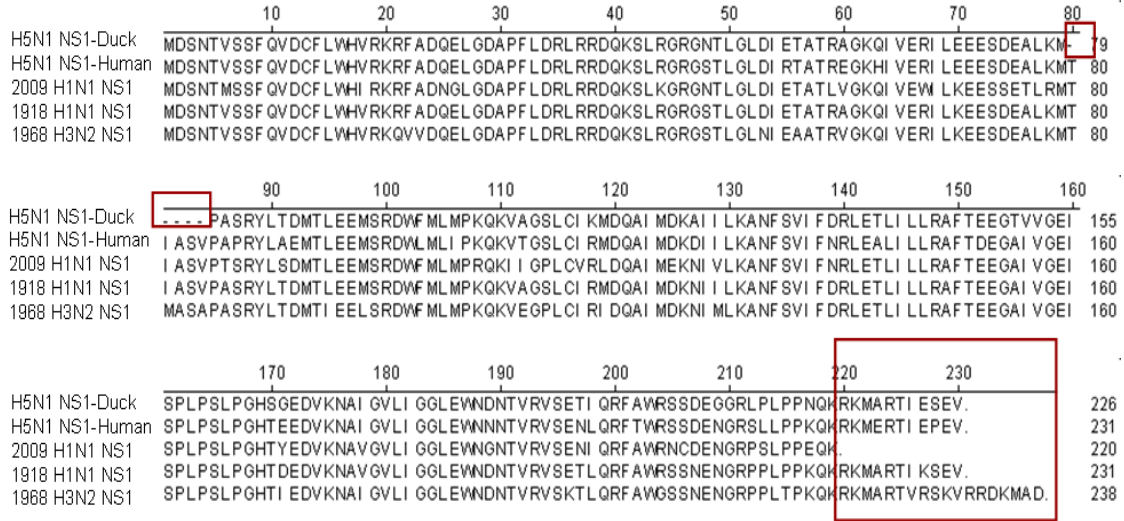 10 20 30 40 50 60 70 80
H5N1 NS1-Duck MDSNTVSSFQVDCFLWHVRKRFADQELGDAPFLDRLRRDQKSLRGRGNTLGLDIETATRAGKQIVERILEEESDEALKM- 79
H5N1 NS1-Human MDSNTVSSFQVDCFLWHVRKRFADQELGDAPFLDRLRRDQKSLRGRGSTLGLDIRTATREGKHIVERILEEESDEALKMT 80
2009 H1N1 NS1 MDSNTMSSFQVDCFLWHIRKRFADNGLGDAPFLDRLRRDQKSLKGRGNTLGLDIETATLVGKQIVEWILKEESSETLRMT 80
1918 H1N1 NS1 MDSNTVSSFQVDCFLWHVRKRFADQELGDAPFLDRLRRDQKSLRGRGSTLGLDIETATRAGKQIVERILEEESDEALKMT 80
1968 H3N2 NS1 MDSNTVSSFQVDCFLWHVRKQVVDQELGDAPFLDRLRRDQKSLRGRGSTLGLNIEAATRVGKQIVERILKEESDEALKMT 80
90 100 110 120 130 140 150 160
H5N1 NS1-Duck ----PASRYLTDMTLEEMSRDWFMLMPKQKVAGSLCIKMDQAIMDKAIILKANFSVIFDRLETLILLRAFTEEGTVVGEI 155
H5N1 NS1-Human IASVPAPRYLAEMTLEEMSRDWLMLIPKQKVTGSLCIRMDQAIMDKDIILKANFSVIFNRLEALILLRAFTDEGAIVGEI 160
2009 H1N1 NS1 IASVPTSRYLSDMTLEEMSRDWFMLMPRQKIIGPLCVRLDQAIMEKNIVLKANFSVIFNRLETLILLRAFTEEGAIVGEI 160
1918 H1N1 NS1 IASVPASRYLTDMTLEEMSRDWFMLMPKQKVAGSLCIRMDQAIMDKNIILKANFSVIFDRLETLILLRAFTEEGAIVGEI 160
1968 H3N2 NS1 MASAPASRYLTDMTIEELSRDWFMLMPKQKVEGPLCIRIDQAIMDKNIMLKANFSVIFDRLETLILLRAFTEEGAIVGEI 160
170 180 190 200 210 220 230
H5N1 NS1-Duck SPLPSLPGHSGEDVKNAIGVLIGGLEWNDNTVRVSETIQRFAWRSSDEGGRLPLPPNQKRKMARTIESEV. 226
H5N1 NS1-Human SPLPSLPGHTEEDVKNAIGVLIGGLEWNNNTVRVSENLQRFTWRNSDENGRSLLPPKQKRKMERTIEPEV. 231
2009 H1N1 NS1 SPLPSLPGHTYEDVKNAVGVLIGGLEWNGNTVRVSENIQRFAWRNCDENGRPSLPPEQK. 220
1918 H1N1 NS1 SPLPSLPGHTDEDVKNAVGVLIGGLEWNDNTVRVSETLQRFAWRSSNENGRPPLPPKQKRKMARTIKSEV. 231
1968 H3N2 NS1 SPLPSLPGHTIEDVKNAIGVLIGGLEWNDNTVRVSKTLQRFAWGSSNENGRPPLTPKQKRKMARTVRSKVRRDKMAD. 238